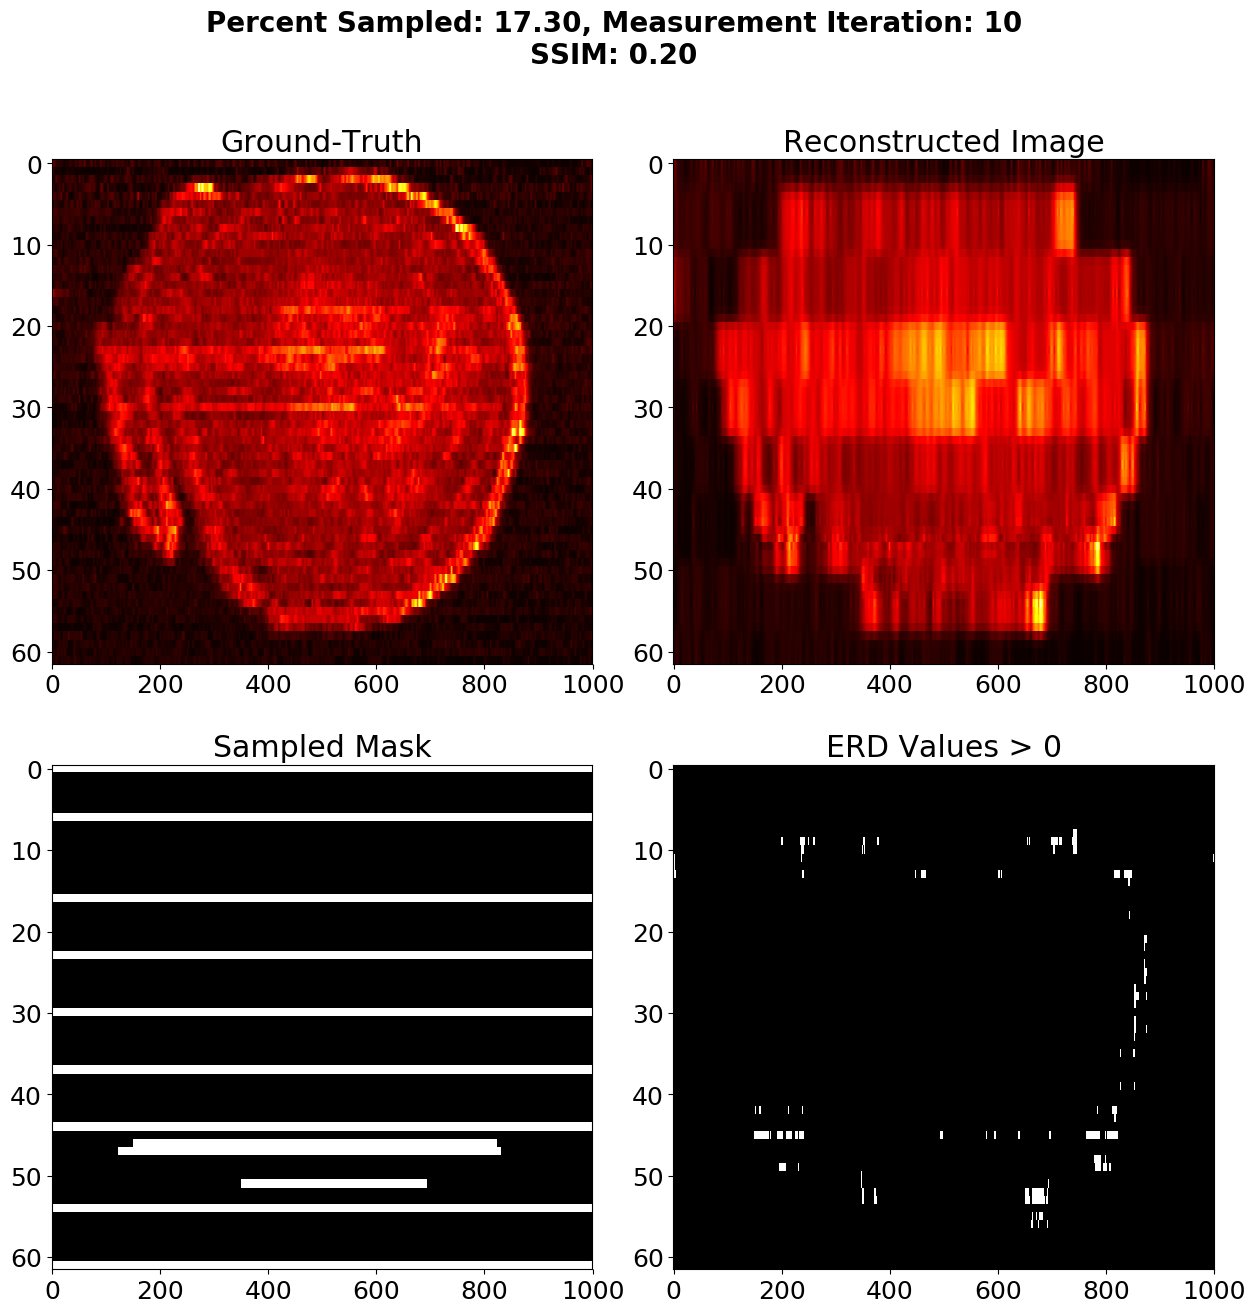 Percent Sampled: 17.30, Measurement Iteration: 10
SSIM: 0.20
Ground-Truth
Reconstructed Image
0
10
20
30
40
50
60
0 200 400 600 800 1000
0
10
20
30
40
50
60
0 200 400 600 800 1000
Sampled Mask
ERD Values > 0
0
10
20
30
40
50
60
0 200 400 600 800 1000
0
10
20
30
40
50
60
0 200 400 600 800 1000